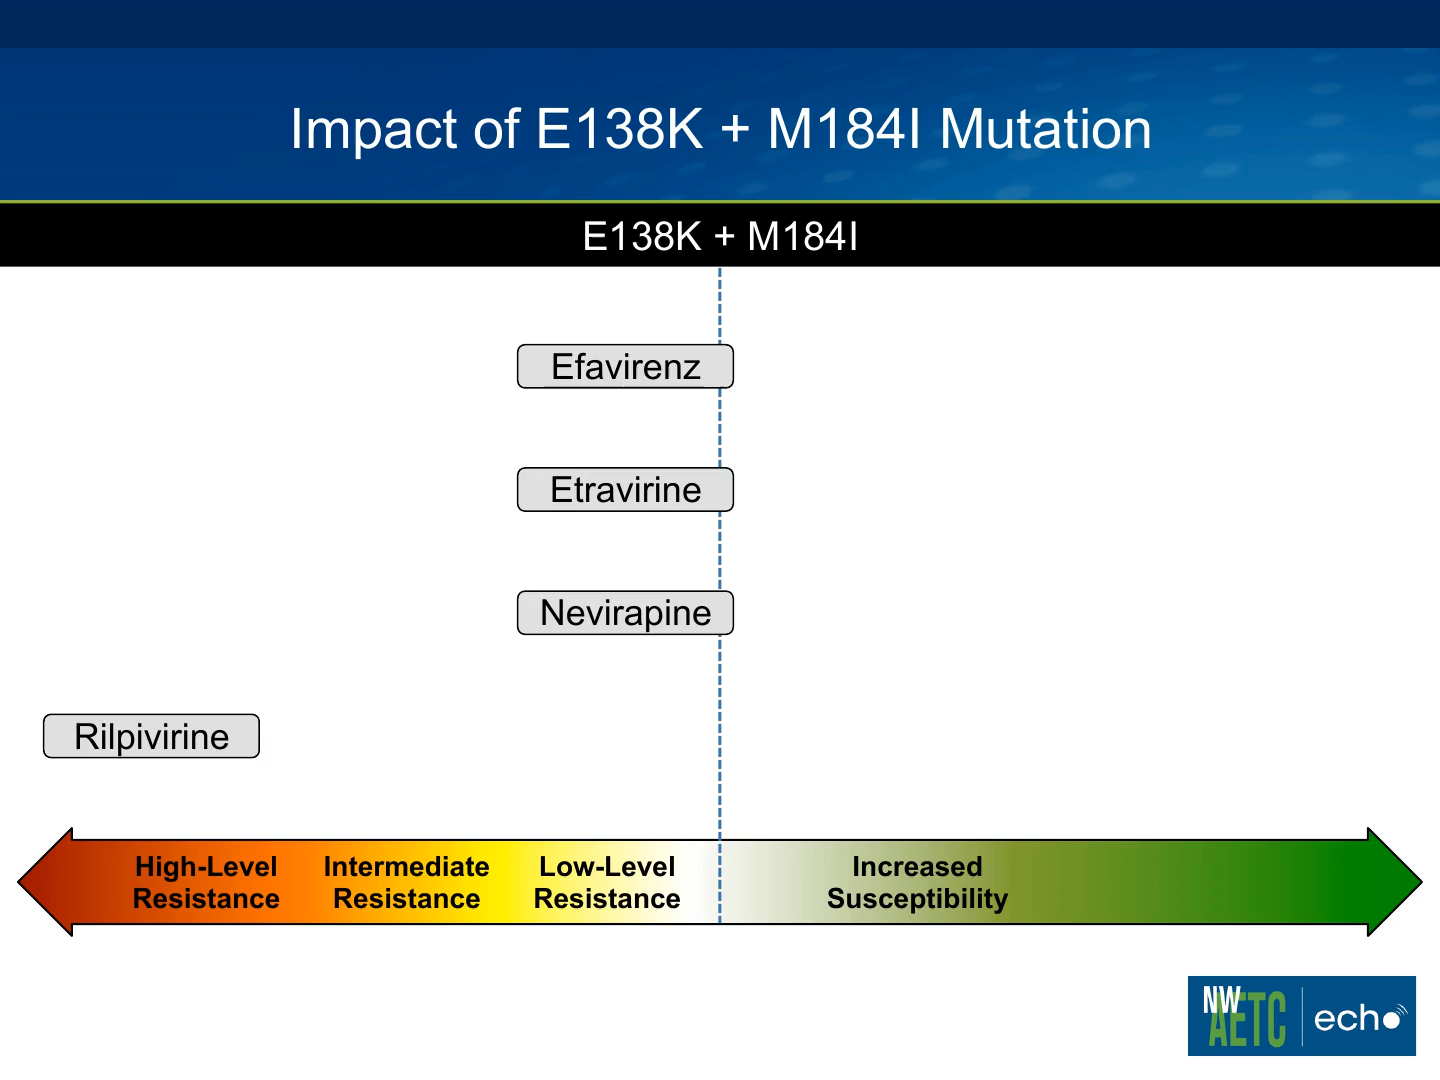 Impact of E138K + M184I Mutation
E138K + M184I
Efavirenz
Etravirine
Nevirapine
Rilpivirine
High-Level
Resistance
Intermediate
Resistance
Low-Level
Resistance
Increased
Susceptibility
NW
AETC
echo